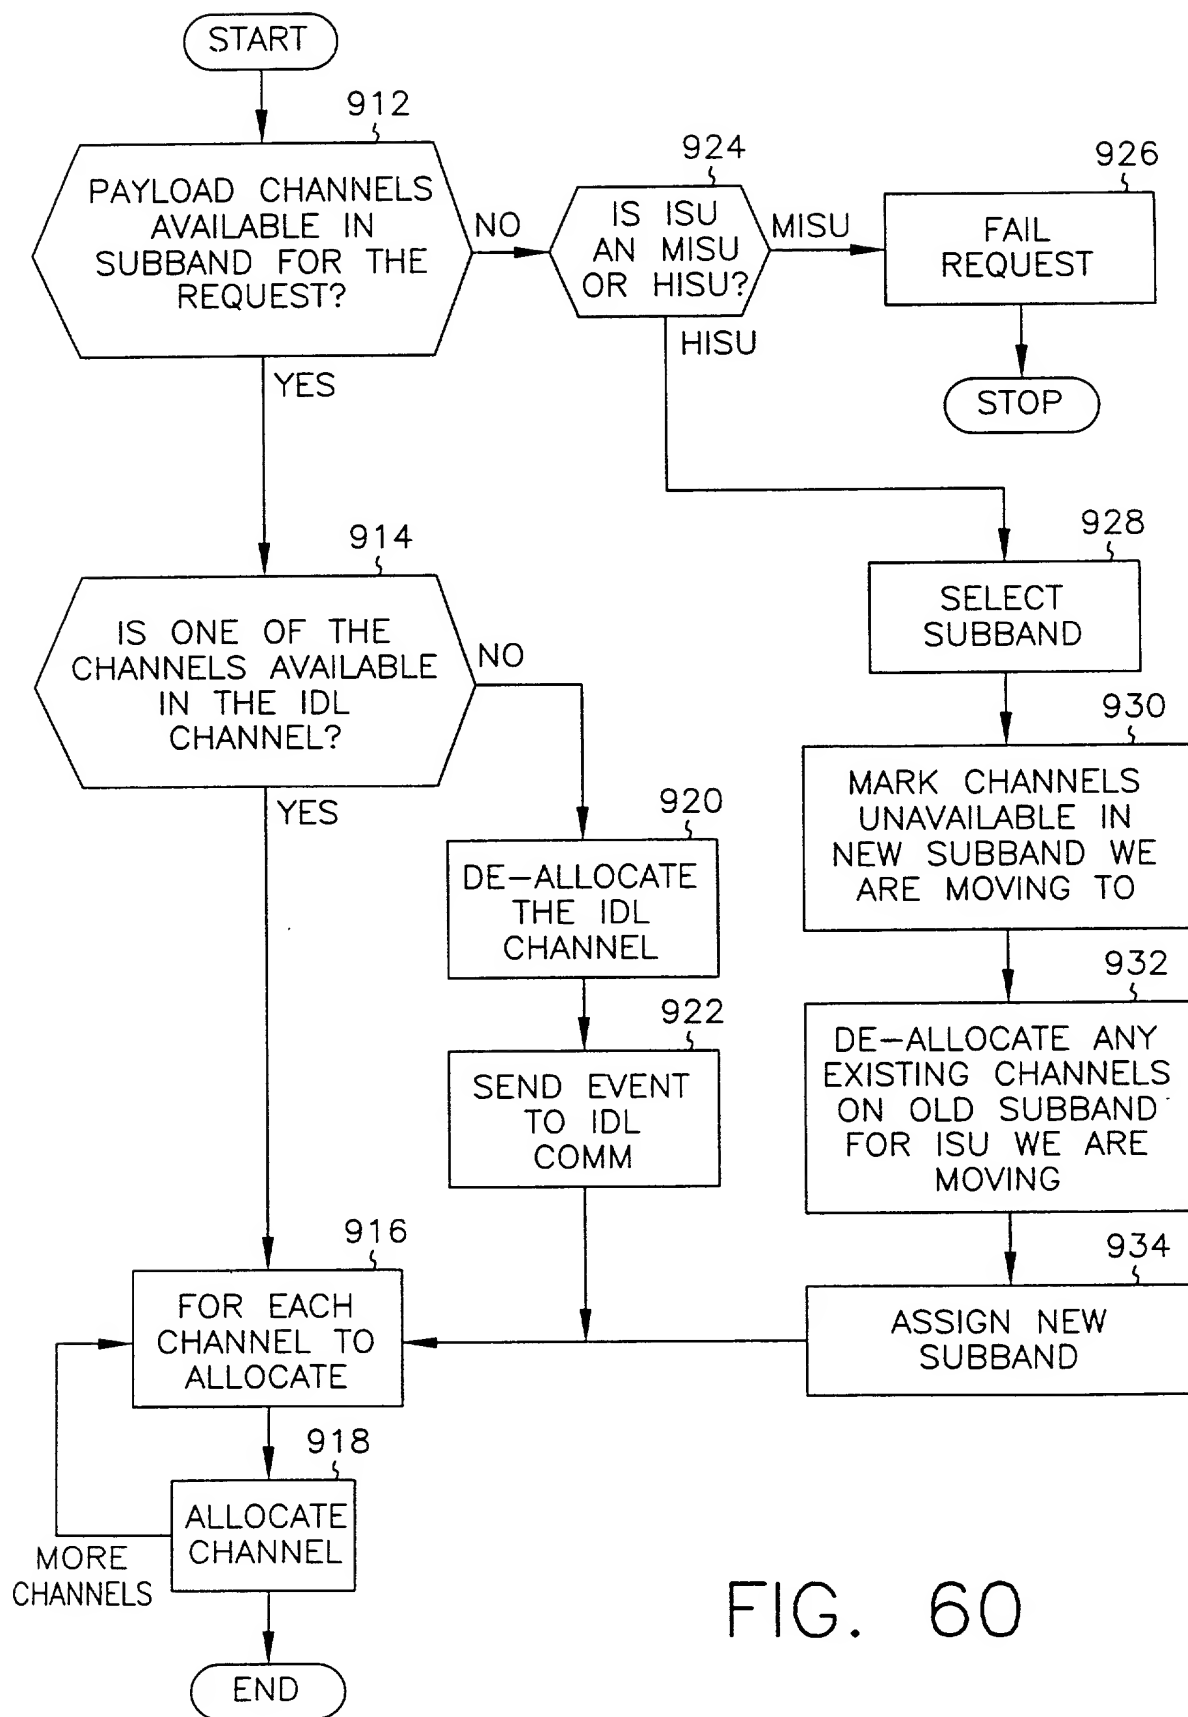 START
912
PAYLOAD CHANNELS
AVAILABLE IN
SUBBAND FOR THE
REQUEST?
NO
YES
924
IS ISU
AN MISU
OR HISU?
MISU
HISU
926
FAIL
REQUEST
STOP
914
IS ONE OF THE
CHANNELS AVAILABLE
IN THE IDL
CHANNEL?
NO
YES
928
SELECT
SUBBAND
920
DE-ALLOCATE
THE IDL
CHANNEL
930
MARK CHANNELS
UNAVAILABLE IN
NEW SUBBAND WE
ARE MOVING TO
922
SEND EVENT
TO IDL
COMM
932
DE-ALLOCATE ANY
EXISTING CHANNELS
ON OLD SUBBAND
FOR ISU WE ARE
MOVING
916
FOR EACH
CHANNEL TO
ALLOCATE
934
ASSIGN NEW
SUBBAND
918
ALLOCATE
CHANNEL
MORE
CHANNELS
END
FIG. 60